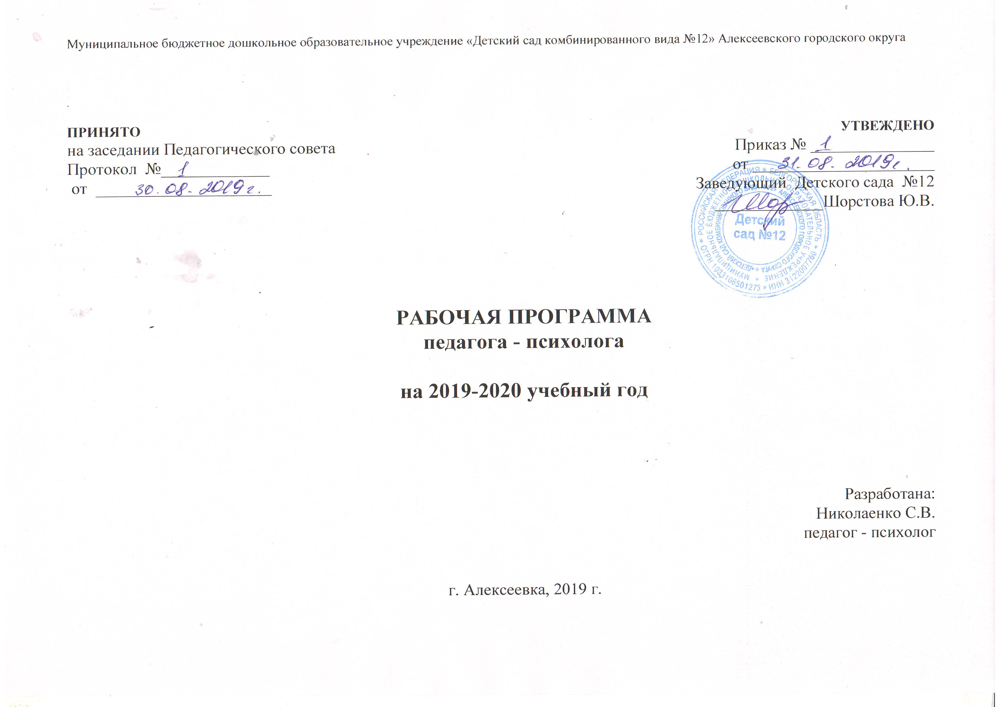 Муниципальное бюджетное дошкольное образовательное учреждение «Детский сад комбинированного вида №12» Алексеевского городского округа
ПРИНЯТО
на заседании Педагогического совета
Протокол №1
от 30.08.2019г.
УТВЕЖДЕНО
Приказ № 1
от 31.08.2019г.
Заведующий Детского сада №12
Шорстова Ю.В.
РОССИЙСКАЯ ФЕДЕРАЦИЯ * БЕЛГОРОДСКАЯ ОБЛАСТЬ * ИНН 3122007760 * ОГРН 1033106501273 *
МУНИЦИПАЛЬНОЕ БЮДЖЕТНОЕ ДОШКОЛЬНОЕ ОБРАЗОВАТЕЛЬНОЕ УЧРЕЖДЕНИЕ *
«ДЕТСКИЙ САД КОМБИНИРОВАННОГО ВИДА №12» АЛЕКСЕЕВСКОГО ГОРОДСКОГО ОКРУГА *
Детский
сад №12
РАБОЧАЯ ПРОГРАММА
педагога - психолога
на 2019-2020 учебный год
Разработана:
Николаенко С.В.
педагог - психолог
г. Алексеевка, 2019 г.